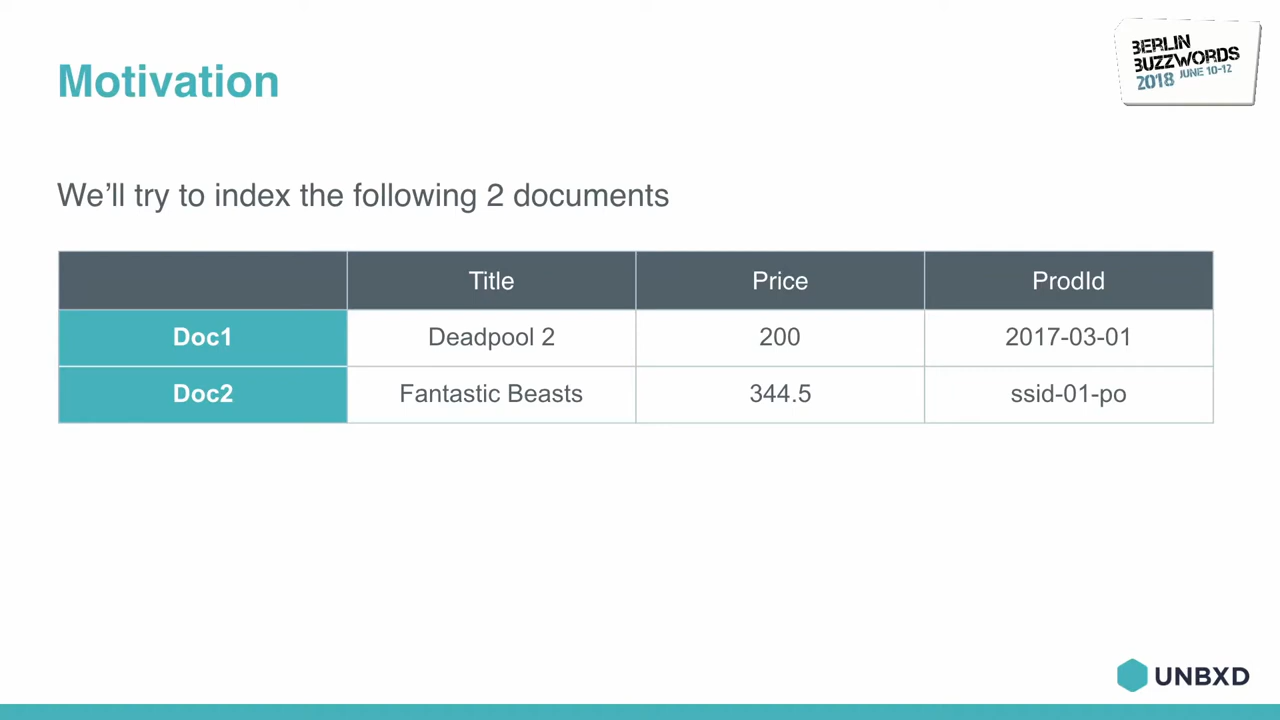 Motivation
BERLIN
BUZZWORDS
2018 JUNE 10-12
We'll try to index the following 2 documents
Title Price ProdId
Doc1 Deadpool 2 200 2017-03-01
Doc2 Fantastic Beasts 344.5 ssid-01-po
UNBXD